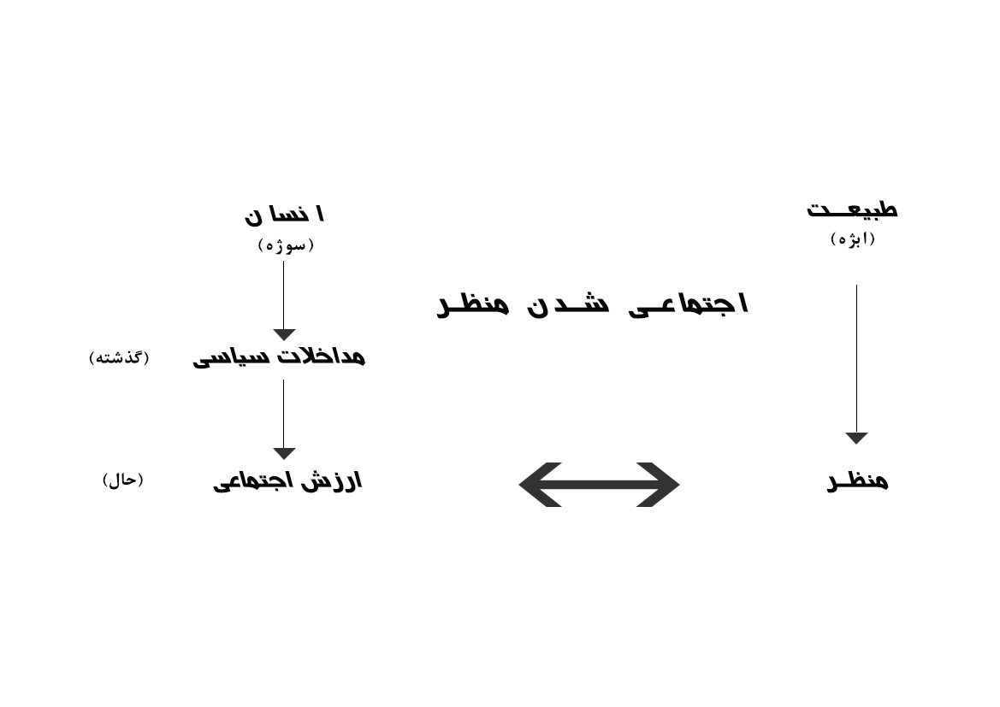 طبیعت
(ابژه)
انسان
(سوژه)
اجتماعی شدن منظر
مداخلات سیاسی
(گذشته)
منظر
ارزش اجتماعی
(حال)